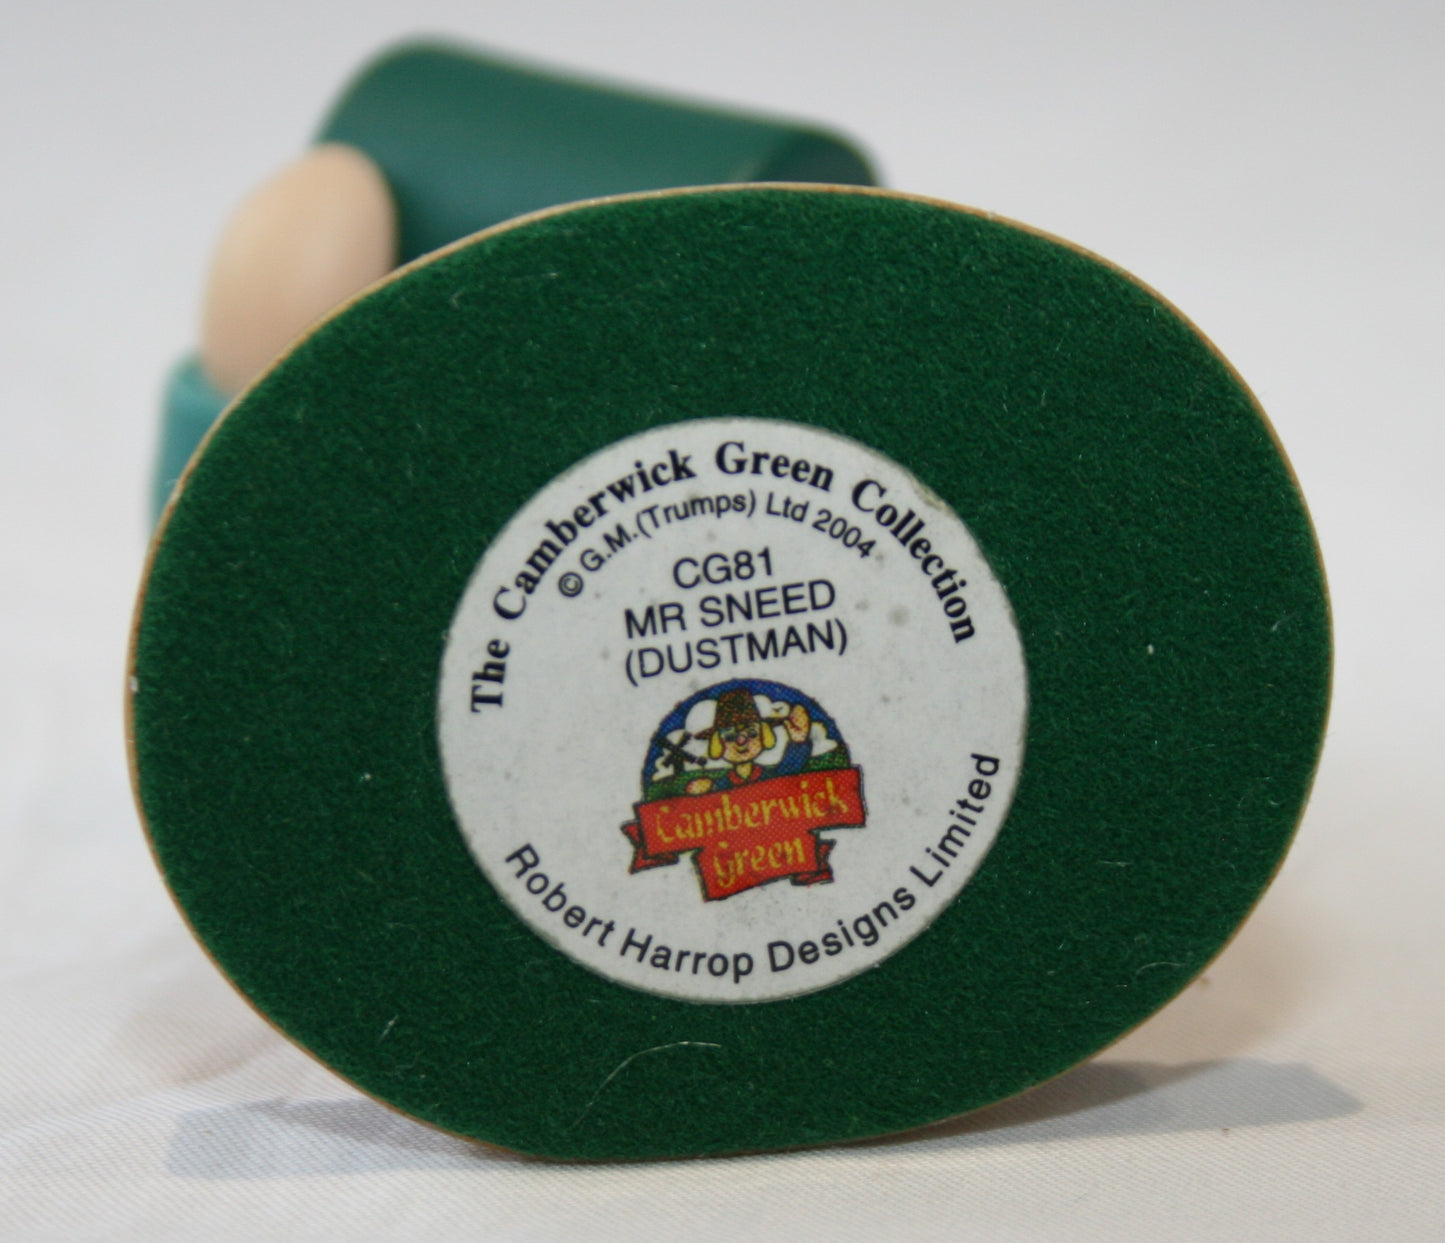 The Camberwick Green Collection
© G.M.(Trumps) Ltd 2004
CG81
MR SNEED
(DUSTMAN)
Camberwick
Green
Robert Harrop Designs Limited